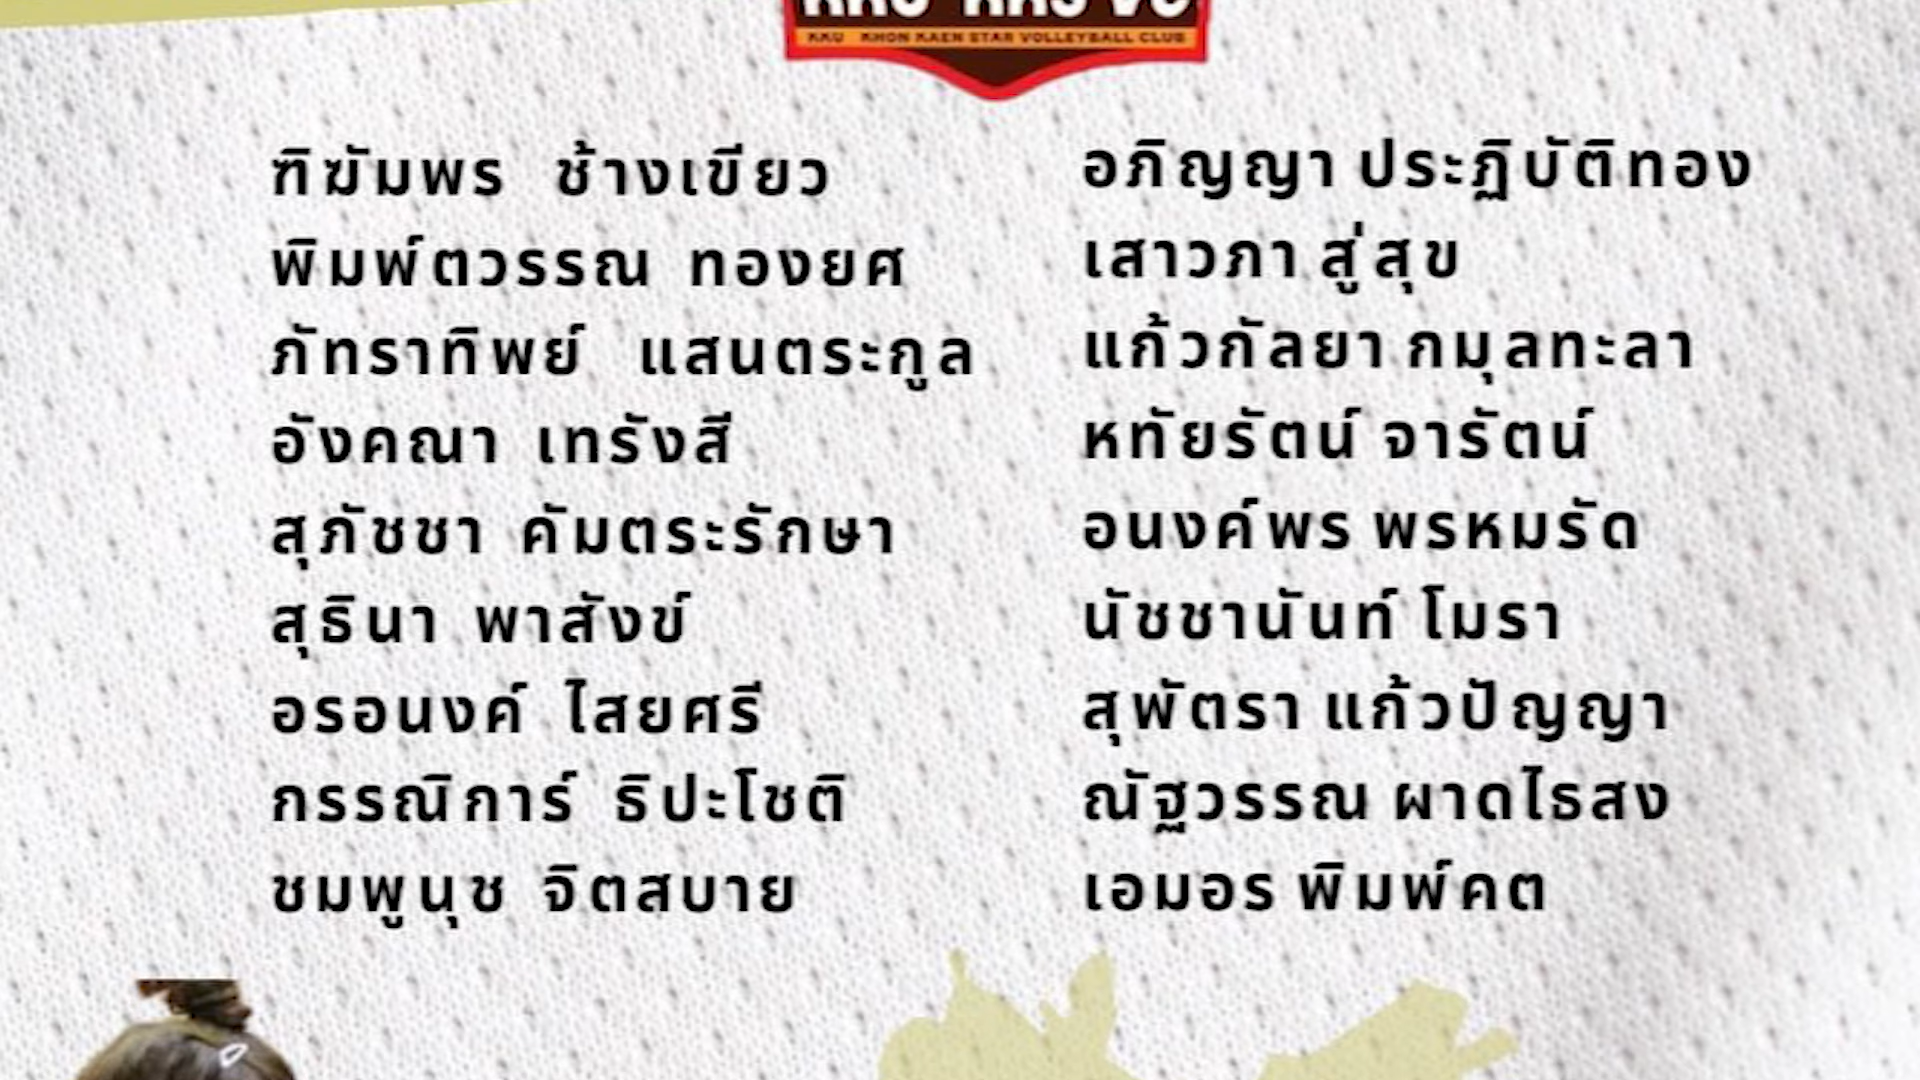 KKU KHON KAEN STAR VOLLEYBALL CLUB
ฑิฆัมพร ช้างเขียว
พิมพ์ตวรรณ ทองยศ
ภัทราทิพย์ แสนตระกูล
อังคณา เทรังสี
สุภัชชา คัมตระรักษา
สุธินา พาสังข์
อรอนงค์ ไสยศรี
กรรณิการ์ ธิปะโชติ
ชมพูนุช จิตสบาย
อภิญญา ประฏิบัติทอง
เสาวภา สู่สุข
แก้วกัลยา กมุลทะลา
หทัยรัตน์ จารัตน์
อนงค์พร พรหมรัด
นัชชานันท์ โมรา
สุพัตรา แก้วปัญญา
ณัฐวรรณ ผาดไธสง
เอมอร พิมพ์คต